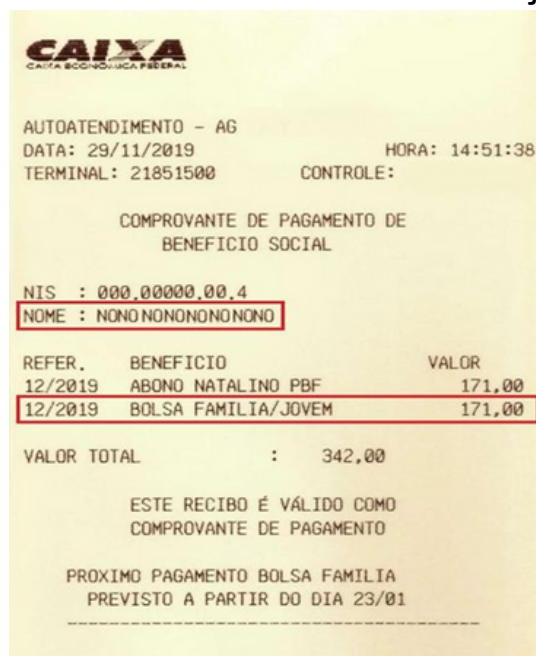 CAIXA
CAIXA ECONÔMICA FEDERAL
AUTOATENDIMENTO - AG
DATA: 29/11/2019 HORA: 14:51:38
TERMINAL: 21851500 CONTROLE:
COMPROVANTE DE PAGAMENTO DE
BENEFICIO SOCIAL
NIS : 000.00000.00.4
NOME : NONO NONONONONONONO
REFER. BENEFICIO VALOR
12/2019 ABONO NATALINO PBF 171,00
12/2019 BOLSA FAMILIA/JOVEM 171,00
VALOR TOTAL : 342,00
ESTE RECIBO É VÁLIDO COMO
COMPROVANTE DE PAGAMENTO
PROXIMO PAGAMENTO BOLSA FAMILIA
PREVISTO A PARTIR DO DIA 23/01